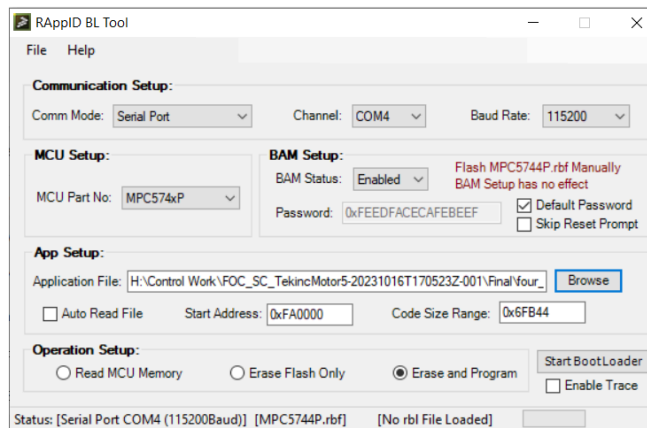 RAppID BL Tool
File Help
Communication Setup:
Comm Mode: Serial Port Channel: COM4 Baud Rate: 115200
MCU Setup:
MCU Part No: MPC574xP
BAM Setup:
BAM Status: Enabled
Flash MPC5744P.rbf Manually
BAM Setup has no effect
Password: 0xFEEDFACECAFEBEEF
Default Password
Skip Reset Prompt
App Setup:
Application File: H:\Control Work\FOC_SC_TekincMotor5-20231016T170523Z-001\Final\four_ Browse
Auto Read File Start Address: 0xFA0000 Code Size Range: 0x6FB44
Operation Setup:
Read MCU Memory Erase Flash Only Erase and Program
Start BootLoader
Enable Trace
Status: [Serial Port COM4 (115200Baud)] [MPC5744P.rbf] [No rbl File Loaded]